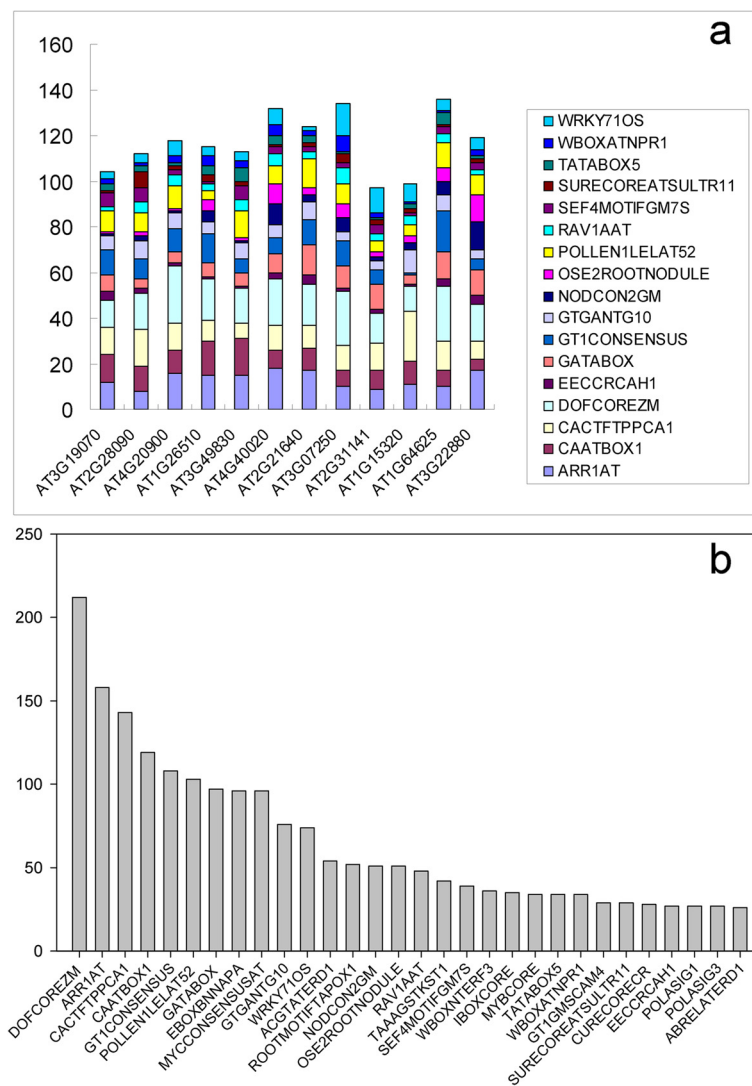 a
160
140
120
100
80
60
40
20
0
AT3G19070
AT2G28090
AT4G20900
AT1G26510
AT3G49830
AT4G40020
AT2G21640
AT3G07250
AT2G31141
AT1G15320
AT1G64625
AT3G22880
WRKY71OS
WBOXATNPR1
TATABOX5
SURECOREATSULTR11
SEF4MOTIFGM7S
RAV1AAT
POLLEN1LELAT52
OSE2ROOTNODULE
NODCON2GM
GTGANTG10
GT1CONSENSUS
GATABOX
EECCRCAH1
DOFCOREZM
CACTFTPPCA1
CAATBOX1
ARR1AT
b
250
200
150
100
50
0
DOFCOREZM
ARR1AT
CACTFTPPCA1
CAATBOX1
GT1CONSENSUS
POLLEN1LELAT52
GATABOX
EBOXBNNAPA
MYCCONSENSUSAT
GTGANTG10
WRKY71OS
ACGTATERD1
ROOTMOTIFTAPOX1
NODCON2GM
OSE2ROOTNODULE
RAV1AAT
TAAAGSTKST1
SEF4MOTIFGM7S
WBOXNTERF3
IBOXCORE
MYBCORE
TATABOX5
WBOXATNPR1
GT1GMSCAM4
SURECOREATSULTR11
CURECORECR
EECCRCAH1
POLASIG1
POLASIG3
ABRELATERD1